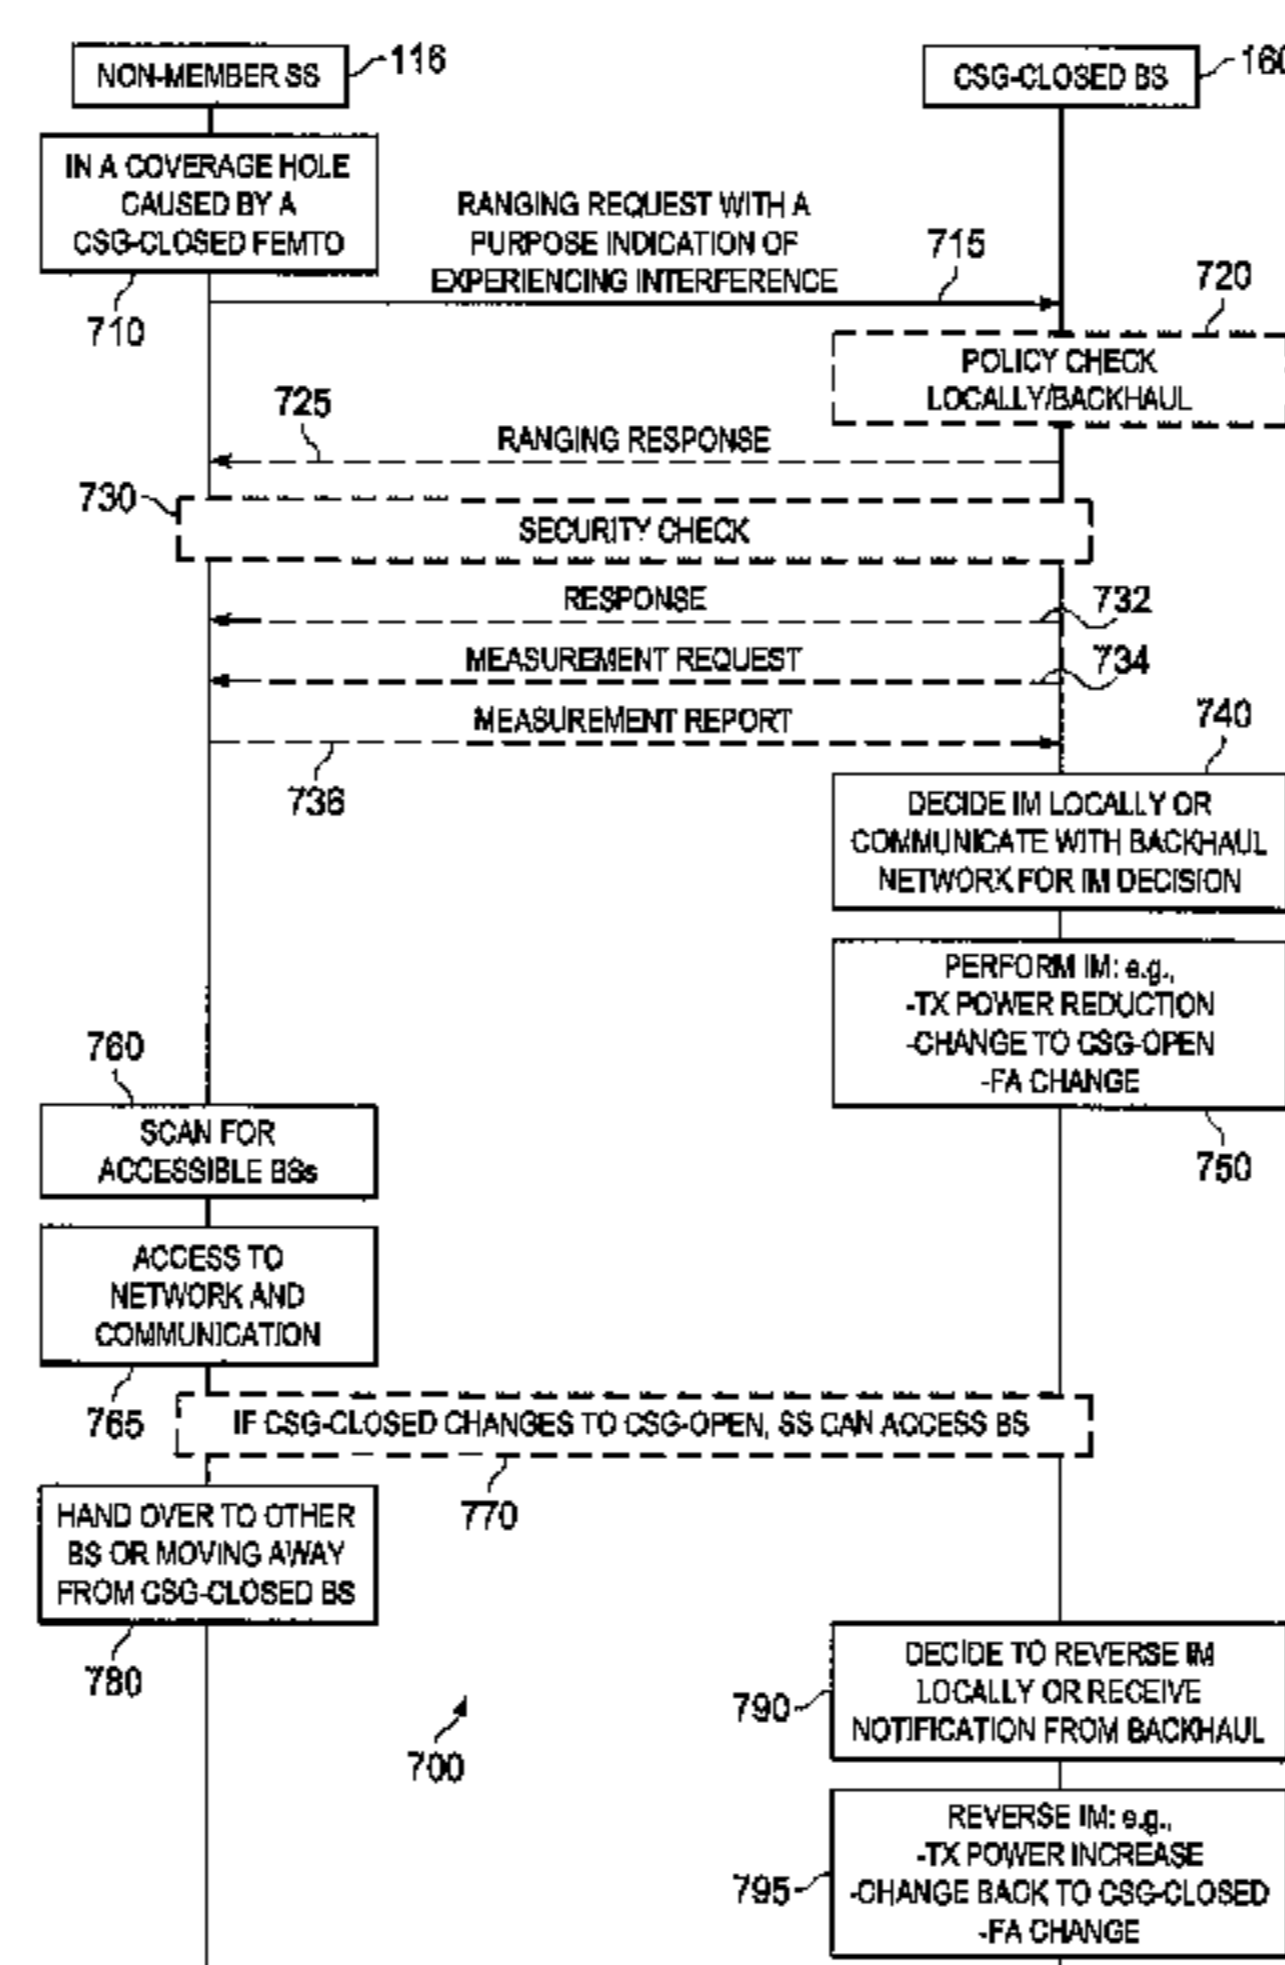 NON-MEMBER SS
116
CSG-CLOSED BS
160
IN A COVERAGE HOLE
CAUSED BY A
CSG-CLOSED FEMTO
710
RANGING REQUEST WITH A
PURPOSE INDICATION OF
EXPERIENCING INTERFERENCE
715
720
POLICY CHECK
LOCALLY/BACKHAUL
725
RANGING RESPONSE
730
SECURITY CHECK
RESPONSE
732
MEASUREMENT REQUEST
734
MEASUREMENT REPORT
736
740
DECIDE IM LOCALLY OR
COMMUNICATE WITH BACKHAUL
NETWORK FOR IM DECISION
PERFORM IM: e.g.,
-TX POWER REDUCTION
-CHANGE TO CSG-OPEN
-FA CHANGE
750
760
SCAN FOR
ACCESSIBLE BSs
ACCESS TO
NETWORK AND
COMMUNICATION
765
IF CSG-CLOSED CHANGES TO CSG-OPEN, SS CAN ACCESS BS
770
HAND OVER TO OTHER
BS OR MOVING AWAY
FROM CSG-CLOSED BS
780
700
790
DECIDE TO REVERSE IM
LOCALLY OR RECEIVE
NOTIFICATION FROM BACKHAUL
795
REVERSE IM: e.g.,
-TX POWER INCREASE
-CHANGE BACK TO CSG-CLOSED
-FA CHANGE